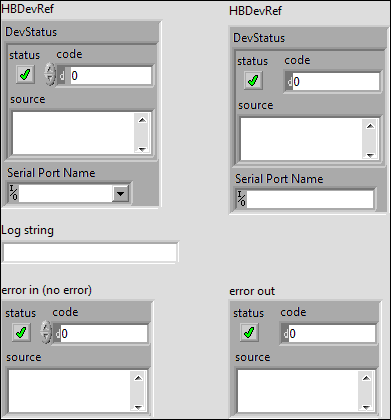 HBDevRef
DevStatus
status code
d 0
source
Serial Port Name
I/O
HBDevRef
DevStatus
status code
d 0
source
Serial Port Name
I/O
Log string
error in (no error)
status code
d 0
source
error out
status code
d 0
source